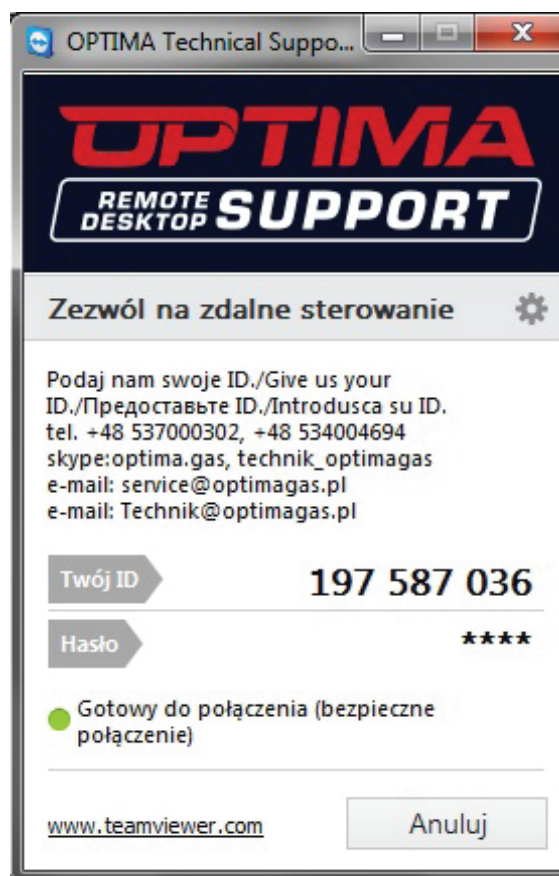 OPTIMA Technical Suppo...
OPTIMA
REMOTE
DESKTOP SUPPORT
Zezwól na zdalne sterowanie
Podaj nam swoje ID./Give us your
ID./Предоставьте ID./Introdusca su ID.
tel. +48 537000302, +48 534004694
skype:optima.gas, technik_optimagas
e-mail: service@optimagas.pl
e-mail: Technik@optimagas.pl
Twój ID 197 587 036
Hasło ****
Gotowy do połączenia (bezpieczne
połączenie)
www.teamviewer.com Anuluj